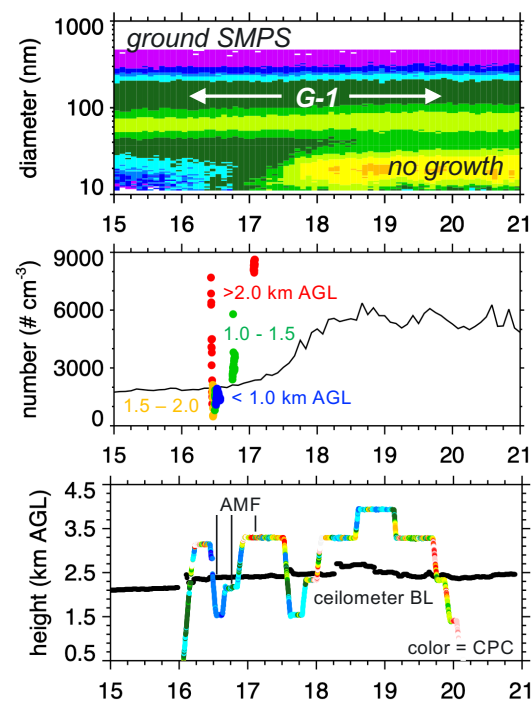 1000
ground SMPS
G-1
100
no growth
10
diameter (nm)
15 16 17 18 19 20 21
9000
>2.0 km AGL
6000
1.0 - 1.5
3000
1.5 – 2.0
< 1.0 km AGL
0
number (# cm⁻³)
15 16 17 18 19 20 21
4.5
AMF
3.5
2.5
ceilometer BL
1.5
color = CPC
0.5
height (km AGL)
15 16 17 18 19 20 21